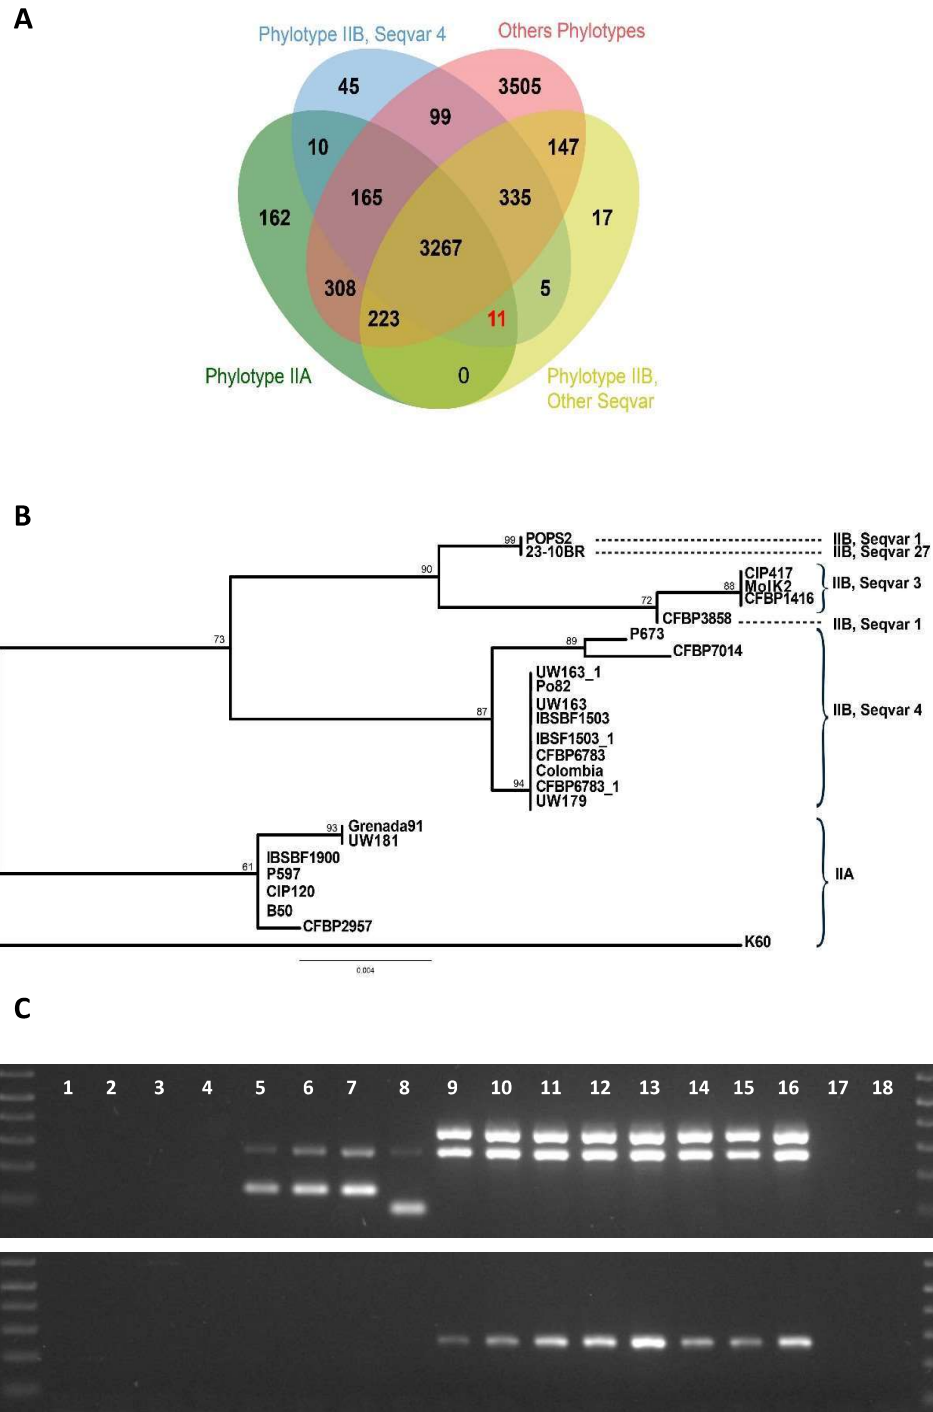 A
Phylotype IIB, Seqvar 4
Others Phylotypes
45
3505
99
10
147
165
335
162
17
3267
308
5
223
11
Phylotype IIA
0
Phylotype IIB,
Other Seqvar
B
99
POPS2
IIB, Seqvar 1
23-10BR
IIB, Seqvar 27
90
CIP417
88
MolK2
IIB, Seqvar 3
CFBP1416
72
CFBP3858
IIB, Seqvar 1
73
89
P673
CFBP7014
UW163_1
Po82
UW163
87
IBSBF1503
IIB, Seqvar 4
IBSF1503_1
CFBP6783
Colombia
94
CFBP6783_1
UW179
93
Grenada91
UW181
IBSBF1900
61
P597
IIA
CIP120
B50
CFBP2957
K60
0.004
C
1 2 3 4 5 6 7 8 9 10 11 12 13 14 15 16 17 18